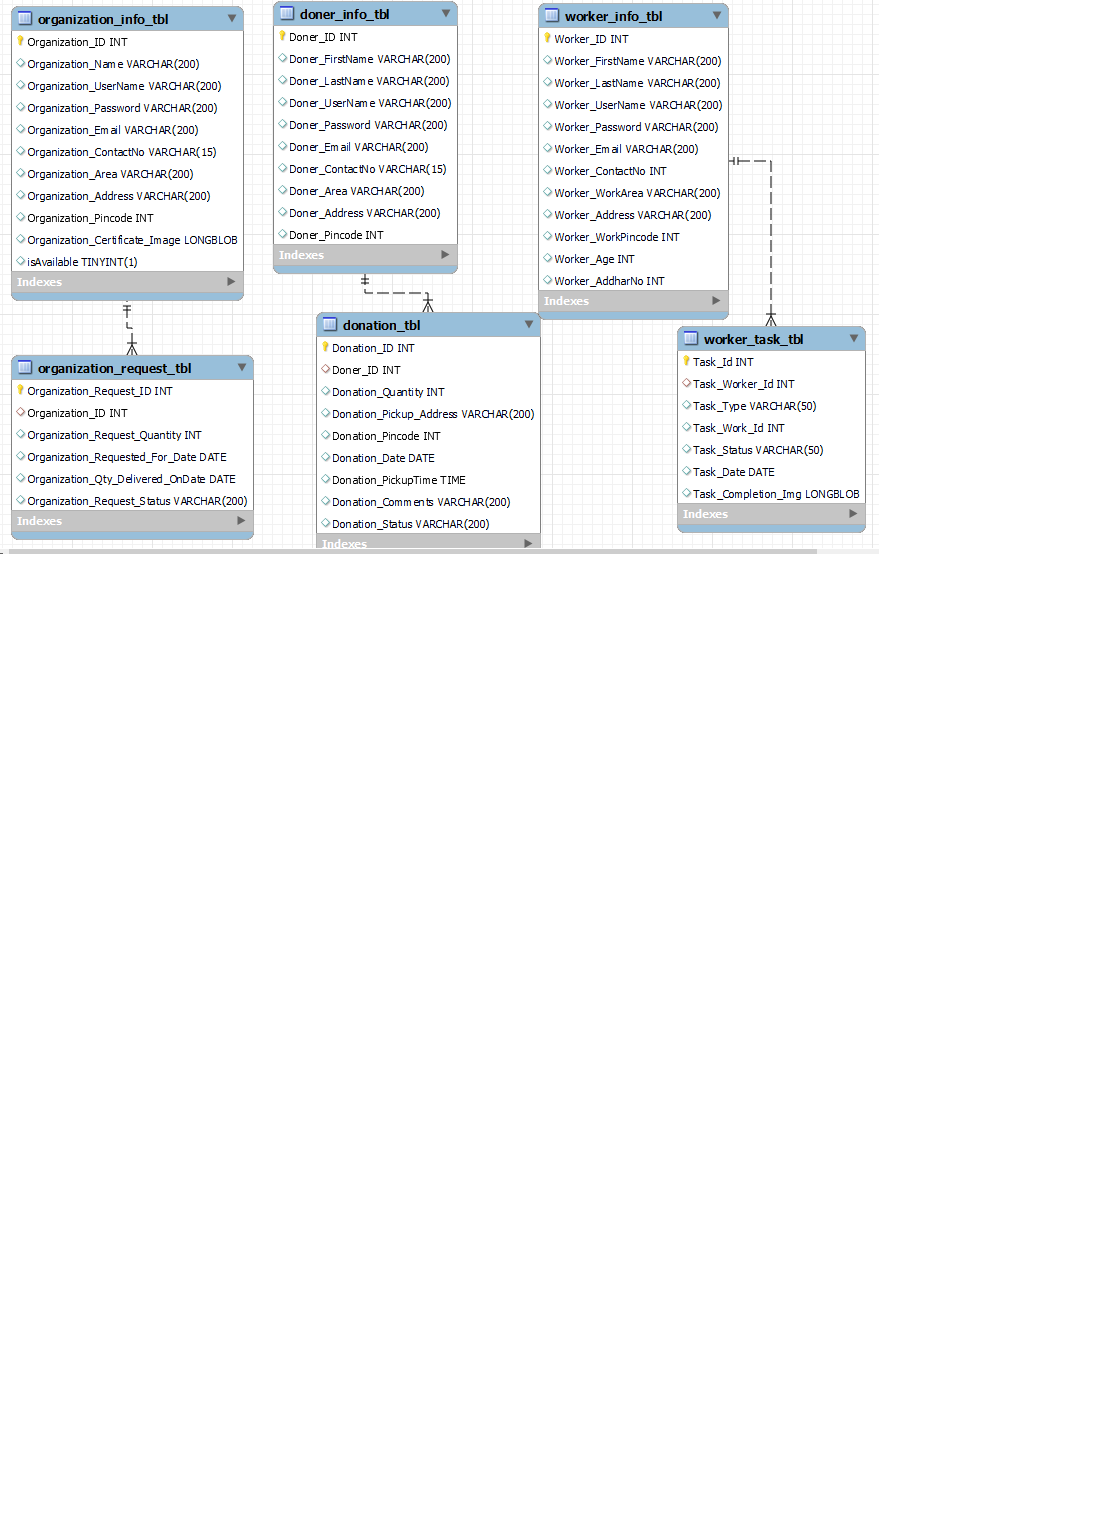 organization_info_tbl
Organization_ID INT
Organization_Name VARCHAR(200)
Organization_UserName VARCHAR(200)
Organization_Password VARCHAR(200)
Organization_Email VARCHAR(200)
Organization_ContactNo VARCHAR(15)
Organization_Area VARCHAR(200)
Organization_Address VARCHAR(200)
Organization_Pincode INT
Organization_Certificate_Image LONGBLOB
isAvailable TINYINT(1)
Indexes
doner_info_tbl
Doner_ID INT
Doner_FirstName VARCHAR(200)
Doner_LastName VARCHAR(200)
Doner_UserName VARCHAR(200)
Doner_Password VARCHAR(200)
Doner_Email VARCHAR(200)
Doner_ContactNo VARCHAR(15)
Doner_Area VARCHAR(200)
Doner_Address VARCHAR(200)
Doner_Pincode INT
Indexes
worker_info_tbl
Worker_ID INT
Worker_FirstName VARCHAR(200)
Worker_LastName VARCHAR(200)
Worker_UserName VARCHAR(200)
Worker_Password VARCHAR(200)
Worker_Email VARCHAR(200)
Worker_ContactNo INT
Worker_WorkArea VARCHAR(200)
Worker_Address VARCHAR(200)
Worker_WorkPincode INT
Worker_Age INT
Worker_AddharNo INT
Indexes
organization_request_tbl
Organization_Request_ID INT
Organization_ID INT
Organization_Request_Quantity INT
Organization_Requested_For_Date DATE
Organization_Qty_Delivered_OnDate DATE
Organization_Request_Status VARCHAR(200)
Indexes
donation_tbl
Donation_ID INT
Doner_ID INT
Donation_Quantity INT
Donation_Pickup_Address VARCHAR(200)
Donation_Pincode INT
Donation_Date DATE
Donation_PickupTime TIME
Donation_Comments VARCHAR(200)
Donation_Status VARCHAR(200)
Indexes
worker_task_tbl
Task_Id INT
Task_Worker_Id INT
Task_Type VARCHAR(50)
Task_Work_Id INT
Task_Status VARCHAR(50)
Task_Date DATE
Task_Completion_Img LONGBLOB
Indexes